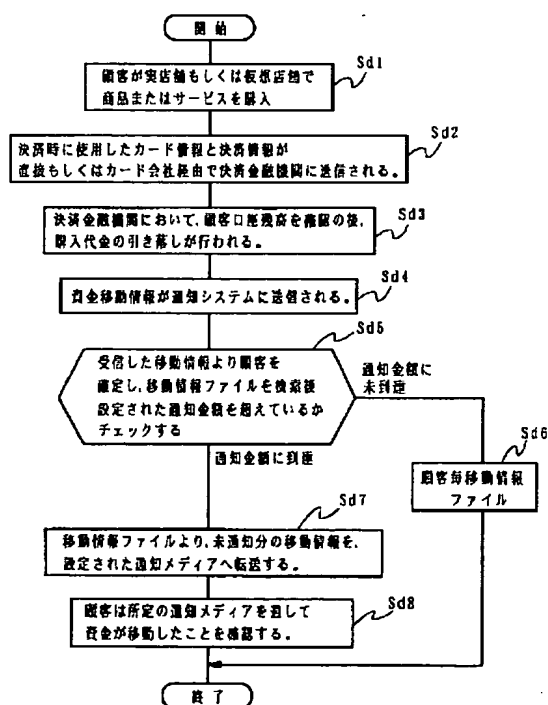 開始
Sd1
顧客が実店舗もしくは仮想店舗で
商品またはサービスを購入
Sd2
決済時に使用したカード情報と決済情報が
直接もしくはカード会社経由で決済金融機関に送信される。
Sd3
決済金融機関において、顧客口座残高を確認の後、
購入代金の引き落しが行われる。
Sd4
資金移動情報が通知システムに送信される。
Sd5
受信した移動情報より顧客を
確定し、移動情報ファイルを検索後
設定された通知金額を超えているか
チェックする
通知金額に
未到達
通知金額に到達
Sd6
顧客毎移動情報
ファイル
Sd7
移動情報ファイルより、未通知分の移動情報を、
設定された通知メディアへ転送する。
Sd8
顧客は所定の通知メディアを通して
資金が移動したことを確認する。
終了